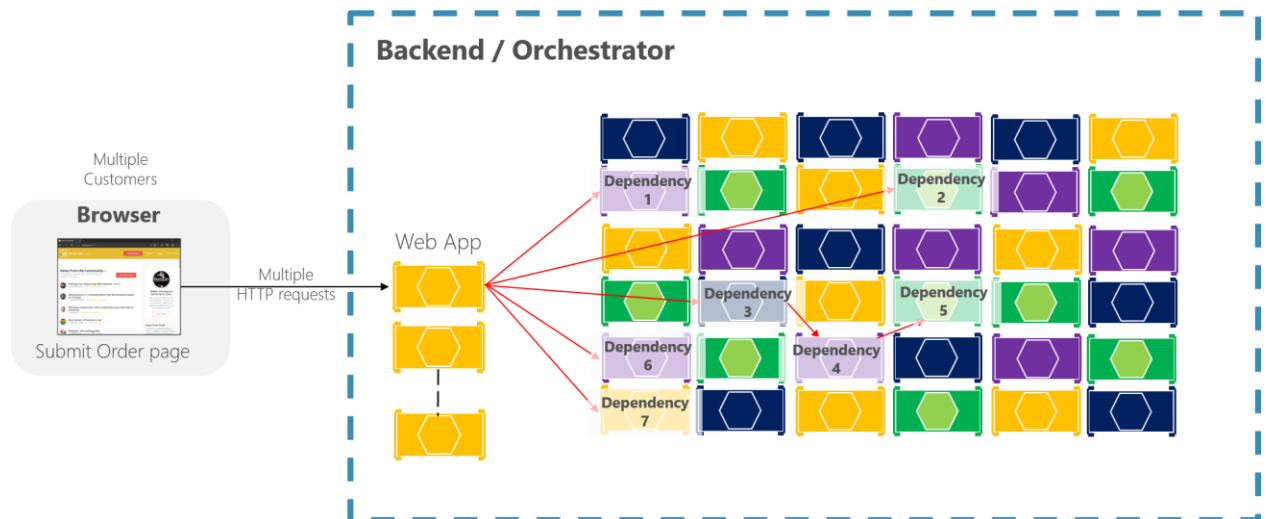 Backend / Orchestrator
Multiple
Customers
Browser
Submit Order page
Multiple
HTTP requests
Web App
Dependency
1
Dependency
2
Dependency
3
Dependency
5
Dependency
6
Dependency
4
Dependency
7